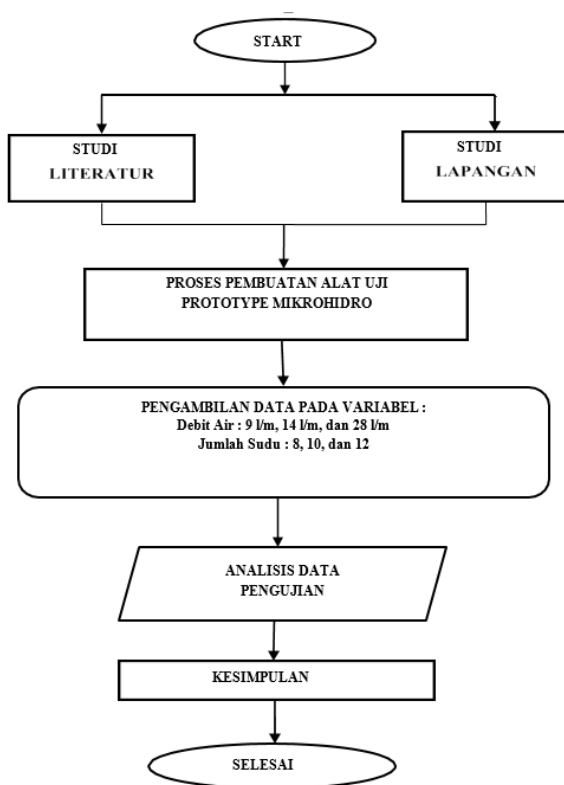 START
STUDI
LITERATUR
STUDI
LAPANGAN
PROSES PEMBUATAN ALAT UJI
PROTOTYPE MIKROHIDRO
PENGAMBILAN DATA PADA VARIABEL :
Debit Air : 9 l/m, 14 l/m, dan 28 l/m
Jumlah Sudu : 8, 10, dan 12
ANALISIS DATA
PENGUJIAN
KESIMPULAN
SELESAI